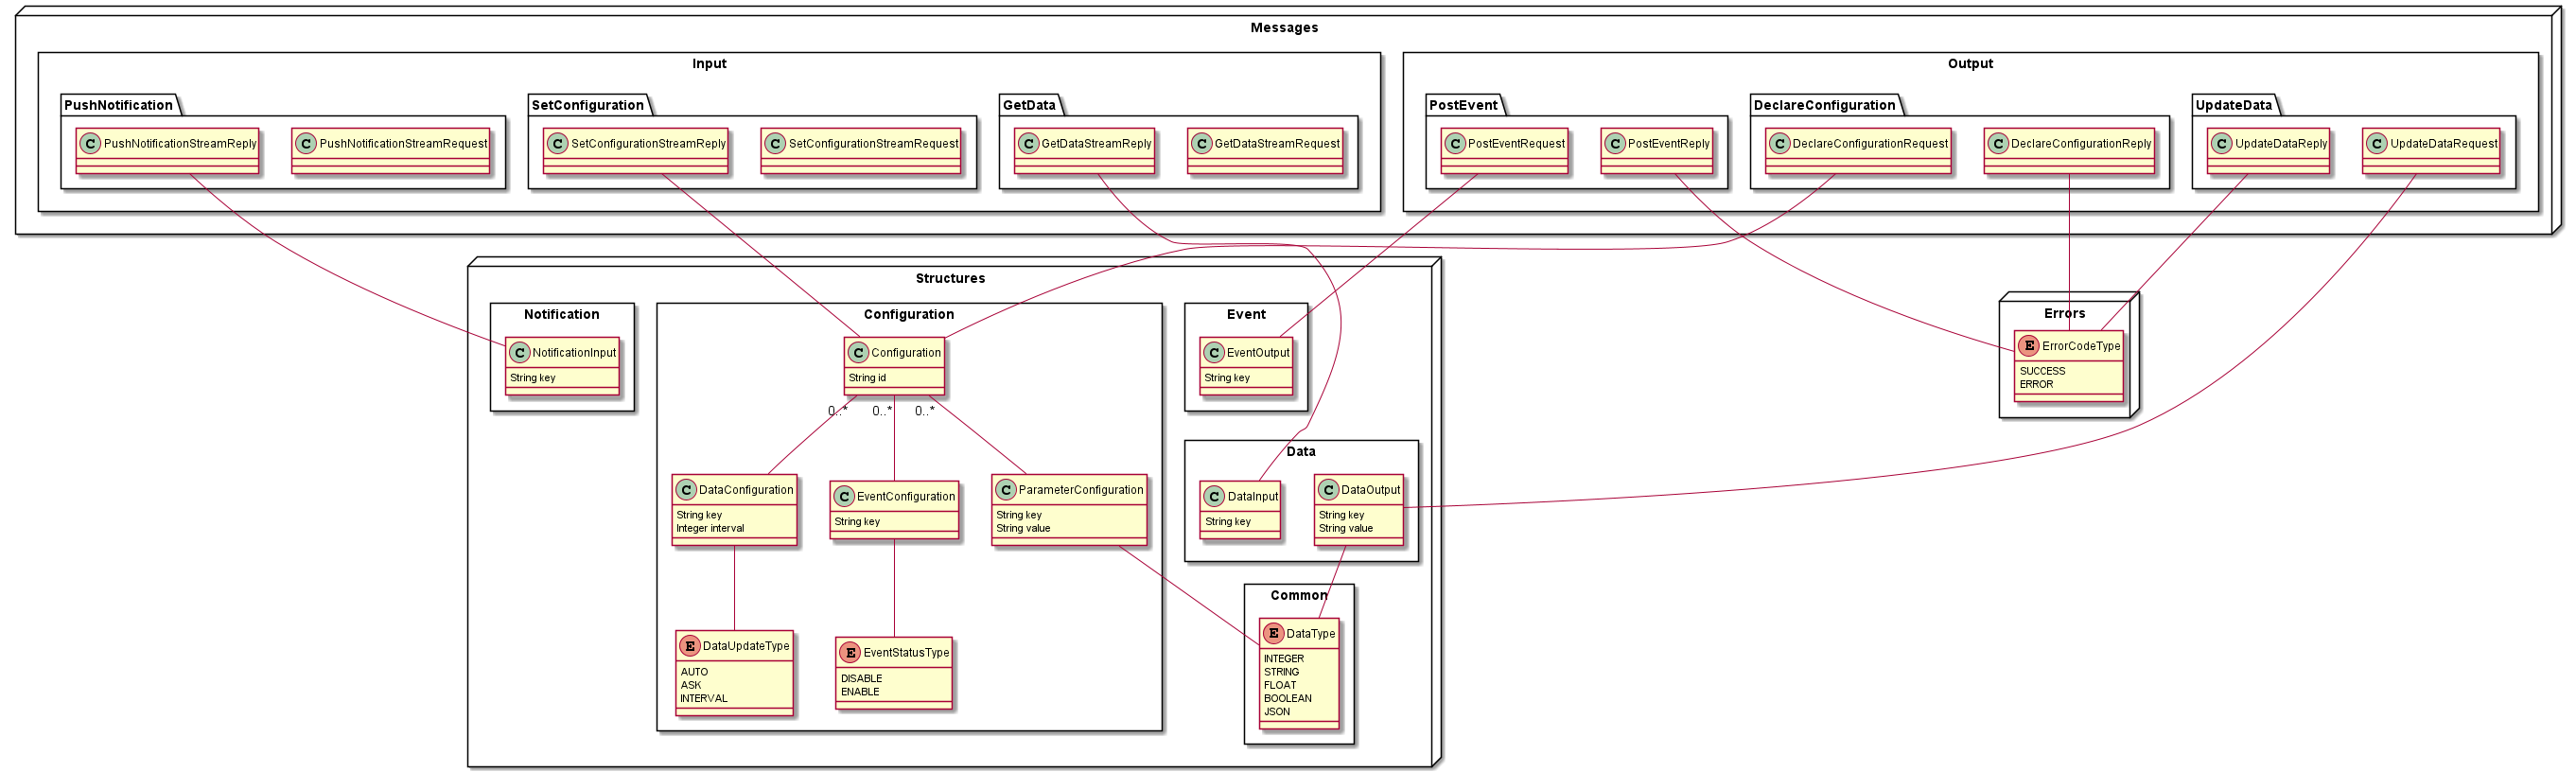 Messages
Input
Output
PushNotification
SetConfiguration
GetData
PostEvent
DeclareConfiguration
UpdateData
C PushNotificationStreamReply
C PushNotificationStreamRequest
C SetConfigurationStreamReply
C SetConfigurationStreamRequest
C GetDataStreamReply
C GetDataStreamRequest
C PostEventRequest
C PostEventReply
C DeclareConfigurationRequest
C DeclareConfigurationReply
C UpdateDataReply
C UpdateDataRequest
Structures
Notification
C NotificationInput
String key
Configuration
C Configuration
String id
0..*
0..*
0..*
C DataConfiguration
String key
Integer interval
C EventConfiguration
String key
C ParameterConfiguration
String key
String value
E DataUpdateType
AUTO
ASK
INTERVAL
E EventStatusType
DISABLE
ENABLE
Event
C EventOutput
String key
Data
C DataInput
String key
C DataOutput
String key
String value
Common
E DataType
INTEGER
STRING
FLOAT
BOOLEAN
JSON
Errors
E ErrorCodeType
SUCCESS
ERROR